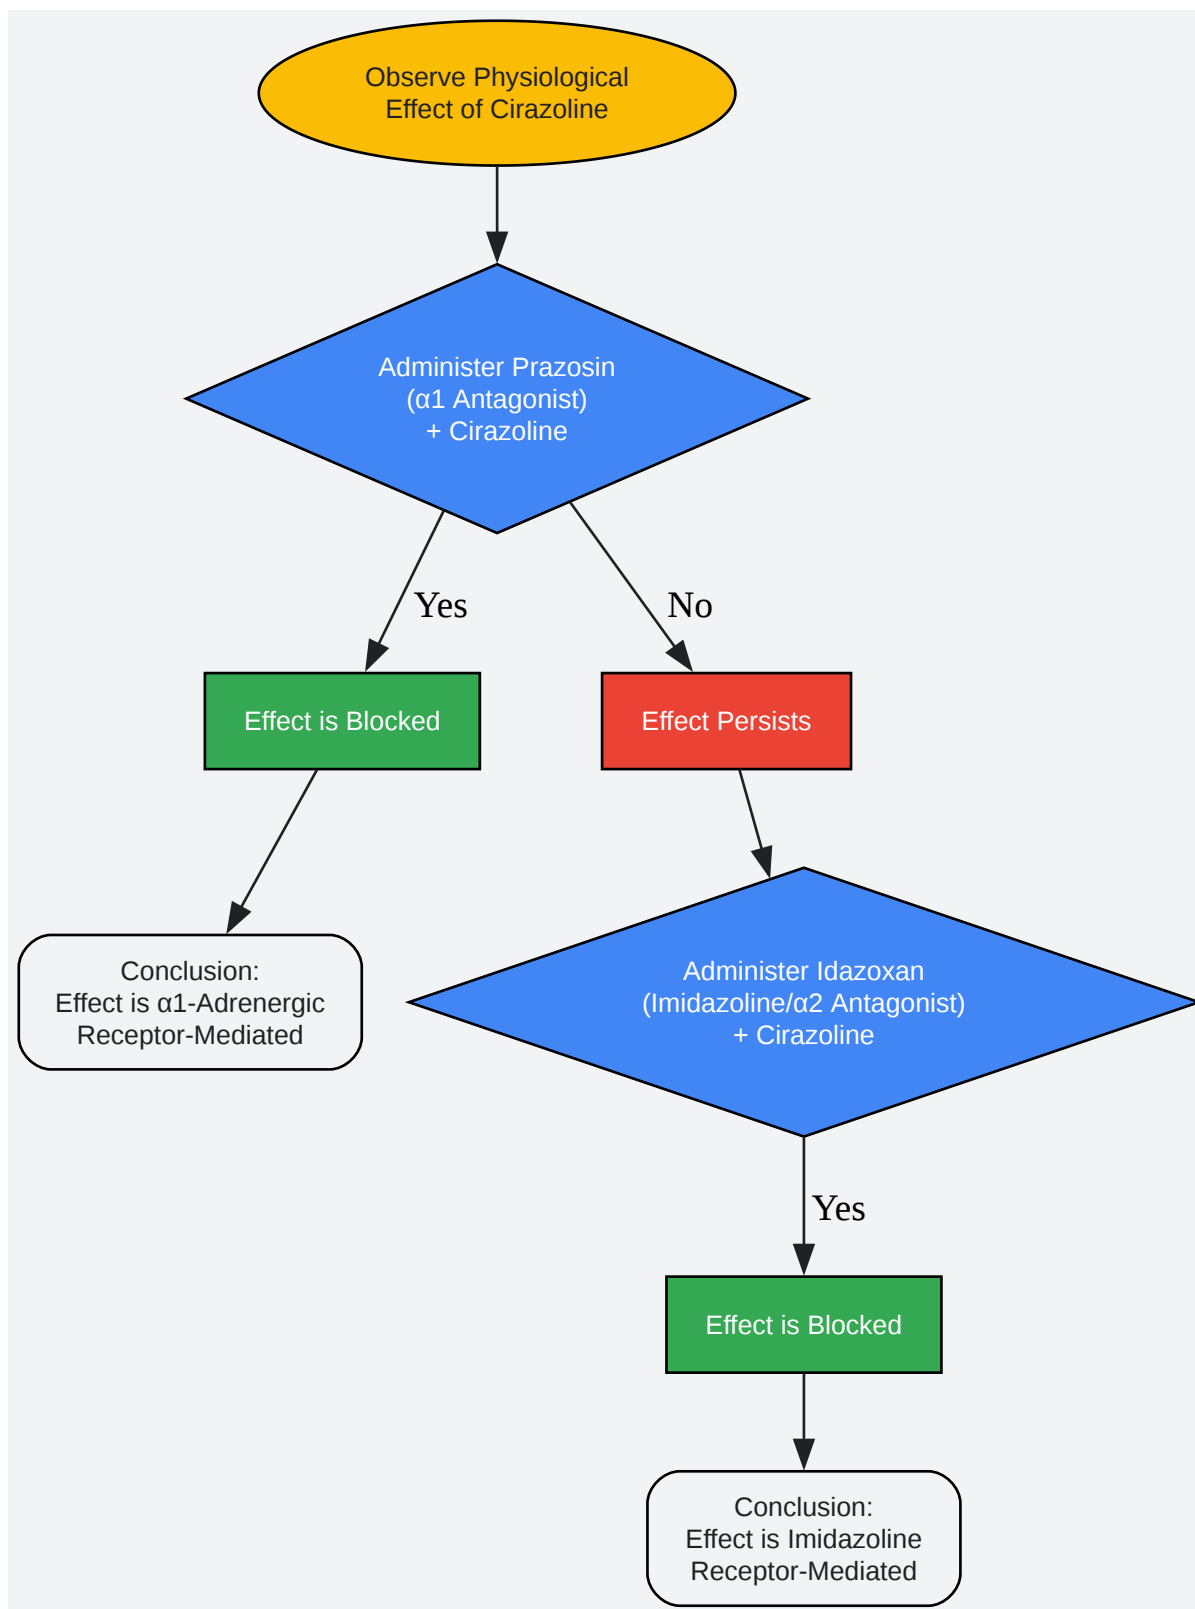 Observe Physiological
Effect of Cirazoline
Administer Prazosin
(α1 Antagonist)
+ Cirazoline
Yes
No
Effect is Blocked
Effect Persists
Conclusion:
Effect is α1-Adrenergic
Receptor-Mediated
Administer Idazoxan
(Imidazoline/α2 Antagonist)
+ Cirazoline
Yes
Effect is Blocked
Conclusion:
Effect is Imidazoline
Receptor-Mediated